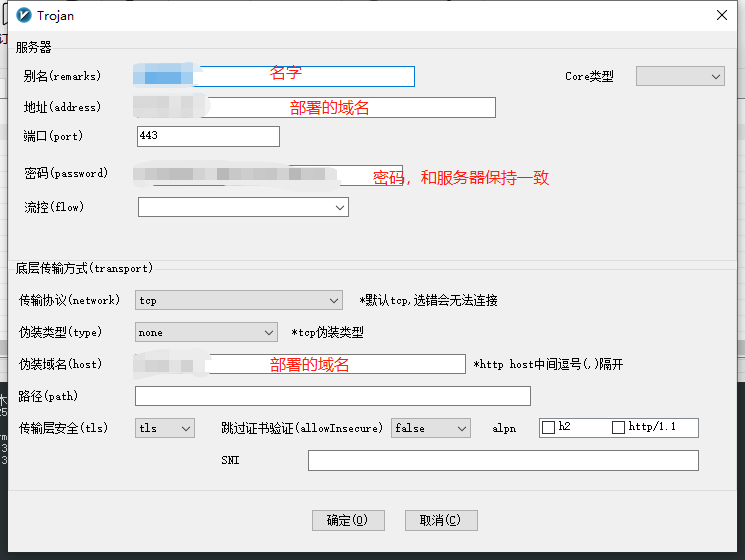 Trojan
订
服务器
别名(remarks) 名字 Core类型
地址(address) 部署的域名
端口(port) 443
密码(password) 密码，和服务器保持一致
流控(flow)
底层传输方式(transport)
传输协议(network) tcp *默认tcp,选错会无法连接
伪装类型(type) none *tcp伪装类型
伪装域名(host) 部署的域名 *http host中间逗号(,)隔开
路径(path)
传输层安全(tls) tls 跳过证书验证(allowInsecure) false alpn h2 http/1.1
SNI
确定(O) 取消(C)